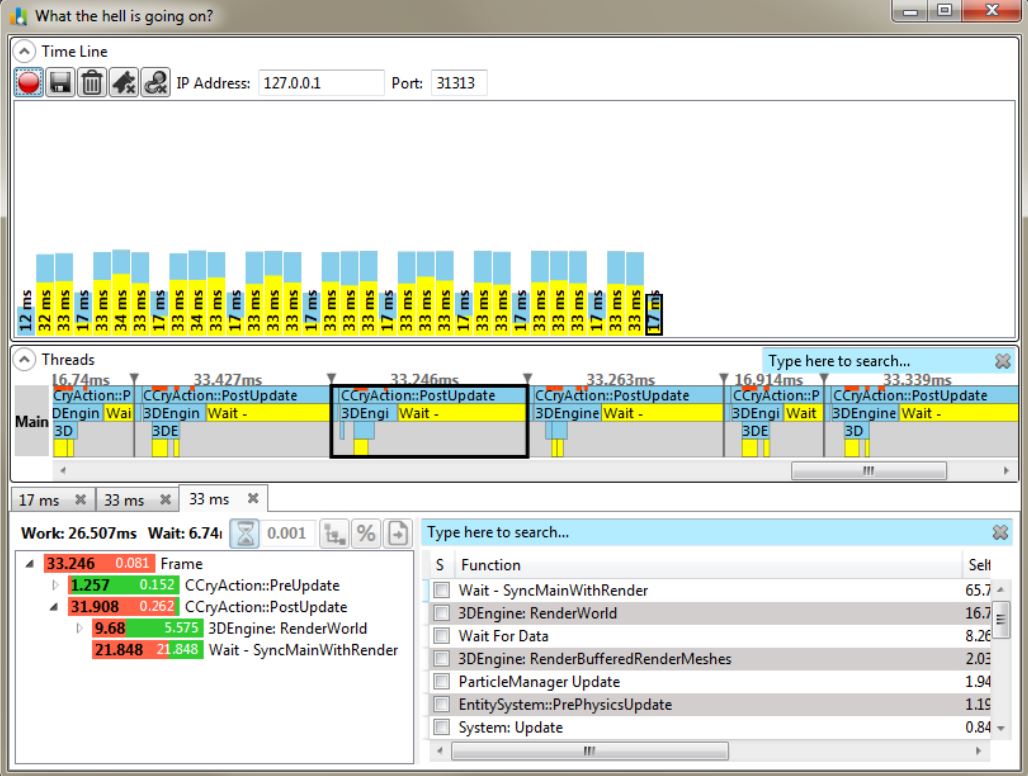 What the hell is going on?
Time Line
IP Address: 127.0.0.1 Port: 31313
12 ms 32 ms 33 ms 17 ms 33 ms 34 ms 33 ms 17 ms 33 ms 34 ms 33 ms 17 ms 33 ms 33 ms 33 ms 17 ms 33 ms 33 ms 33 ms 17 ms 33 ms 33 ms 33 ms 17 ms 33 ms 33 ms 17 ms 33 ms 33 ms 33 ms 17 ms 33 ms 33 ms 17 ms
Threads
Type here to search...
16.74ms 33.427ms 33.246ms 33.263ms 16.914ms 33.339ms
CryAction::P CCryAction::PostUpdate CCryAction::PostUpdate CCryAction::PostUpdate CCryAction::P CCryAction::PostUpdate
Main
DEngin Wai 3DEngin Wait - 3DEngi Wait - 3DEngine Wait - 3DEngi Wait 3DEngine Wait -
3D 3DE 3DE 3D
17 ms 33 ms 33 ms
Work: 26.507ms Wait: 6.74 0.001 %
33.246 0.081 Frame
1.257 0.152 CCryAction::PreUpdate
31.908 0.262 CCryAction::PostUpdate
9.68 5.575 3DEngine: RenderWorld
21.848 21.848 Wait - SyncMainWithRender
Type here to search...
S Function Self
Wait - SyncMainWithRender 65.7
3DEngine: RenderWorld 16.7
Wait For Data 8.26
3DEngine: RenderBufferedRenderMeshes 2.03
ParticleManager Update 1.94
EntitySystem::PrePhysicsUpdate 1.19
System: Update 0.84